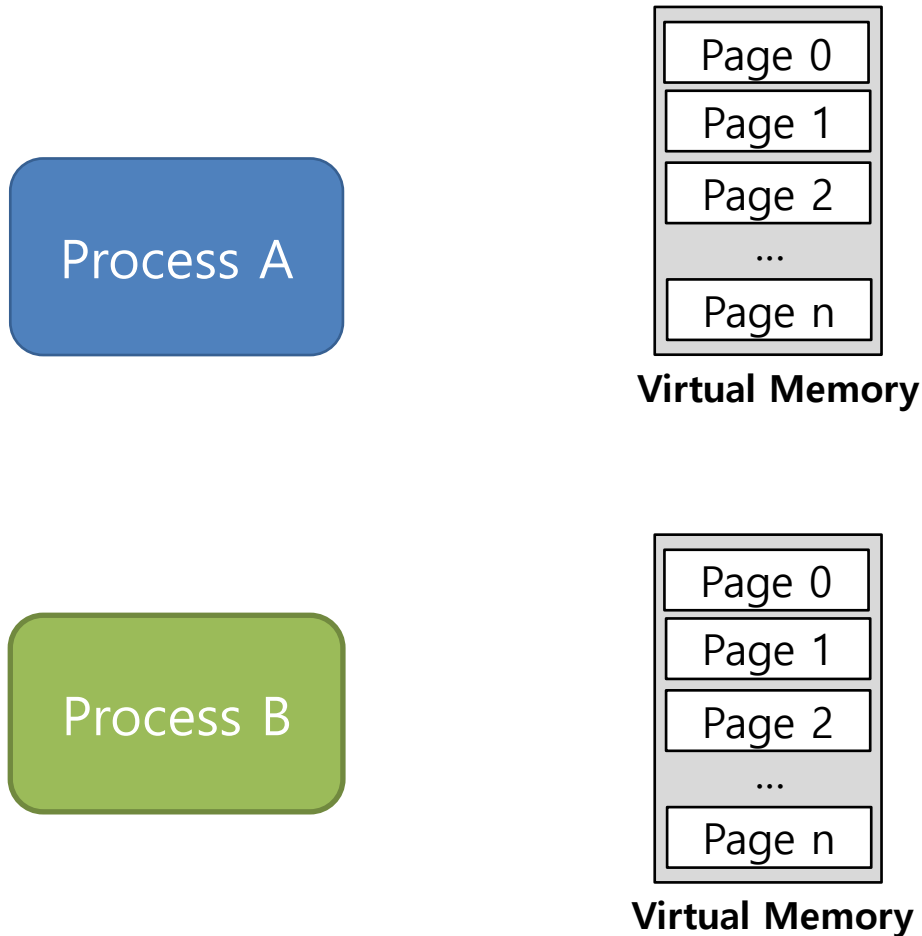 Process A
Page 0
Page 1
Page 2
...
Page n
Virtual Memory
Process B
Page 0
Page 1
Page 2
...
Page n
Virtual Memory